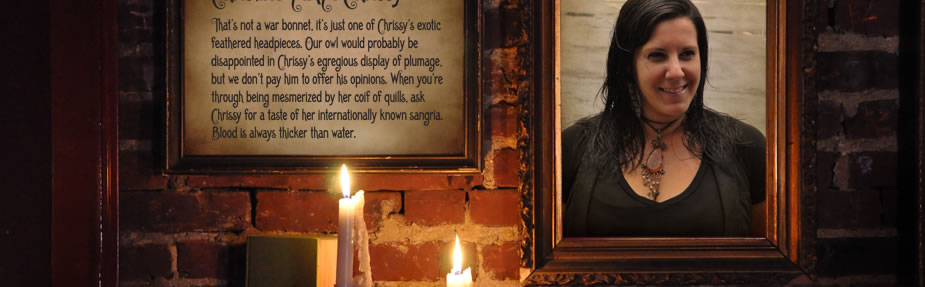 That's not a war bonnet, it's just one of Chrissy's exotic
feathered headpieces. Our owl would probably be
disappointed in Chrissy's egregious display of plumage,
but we don't pay him to offer his opinions. When you're
through being mesmerized by her coif of quills, ask
Chrissy for a taste of her internationally known sangria.
Blood is always thicker than water.